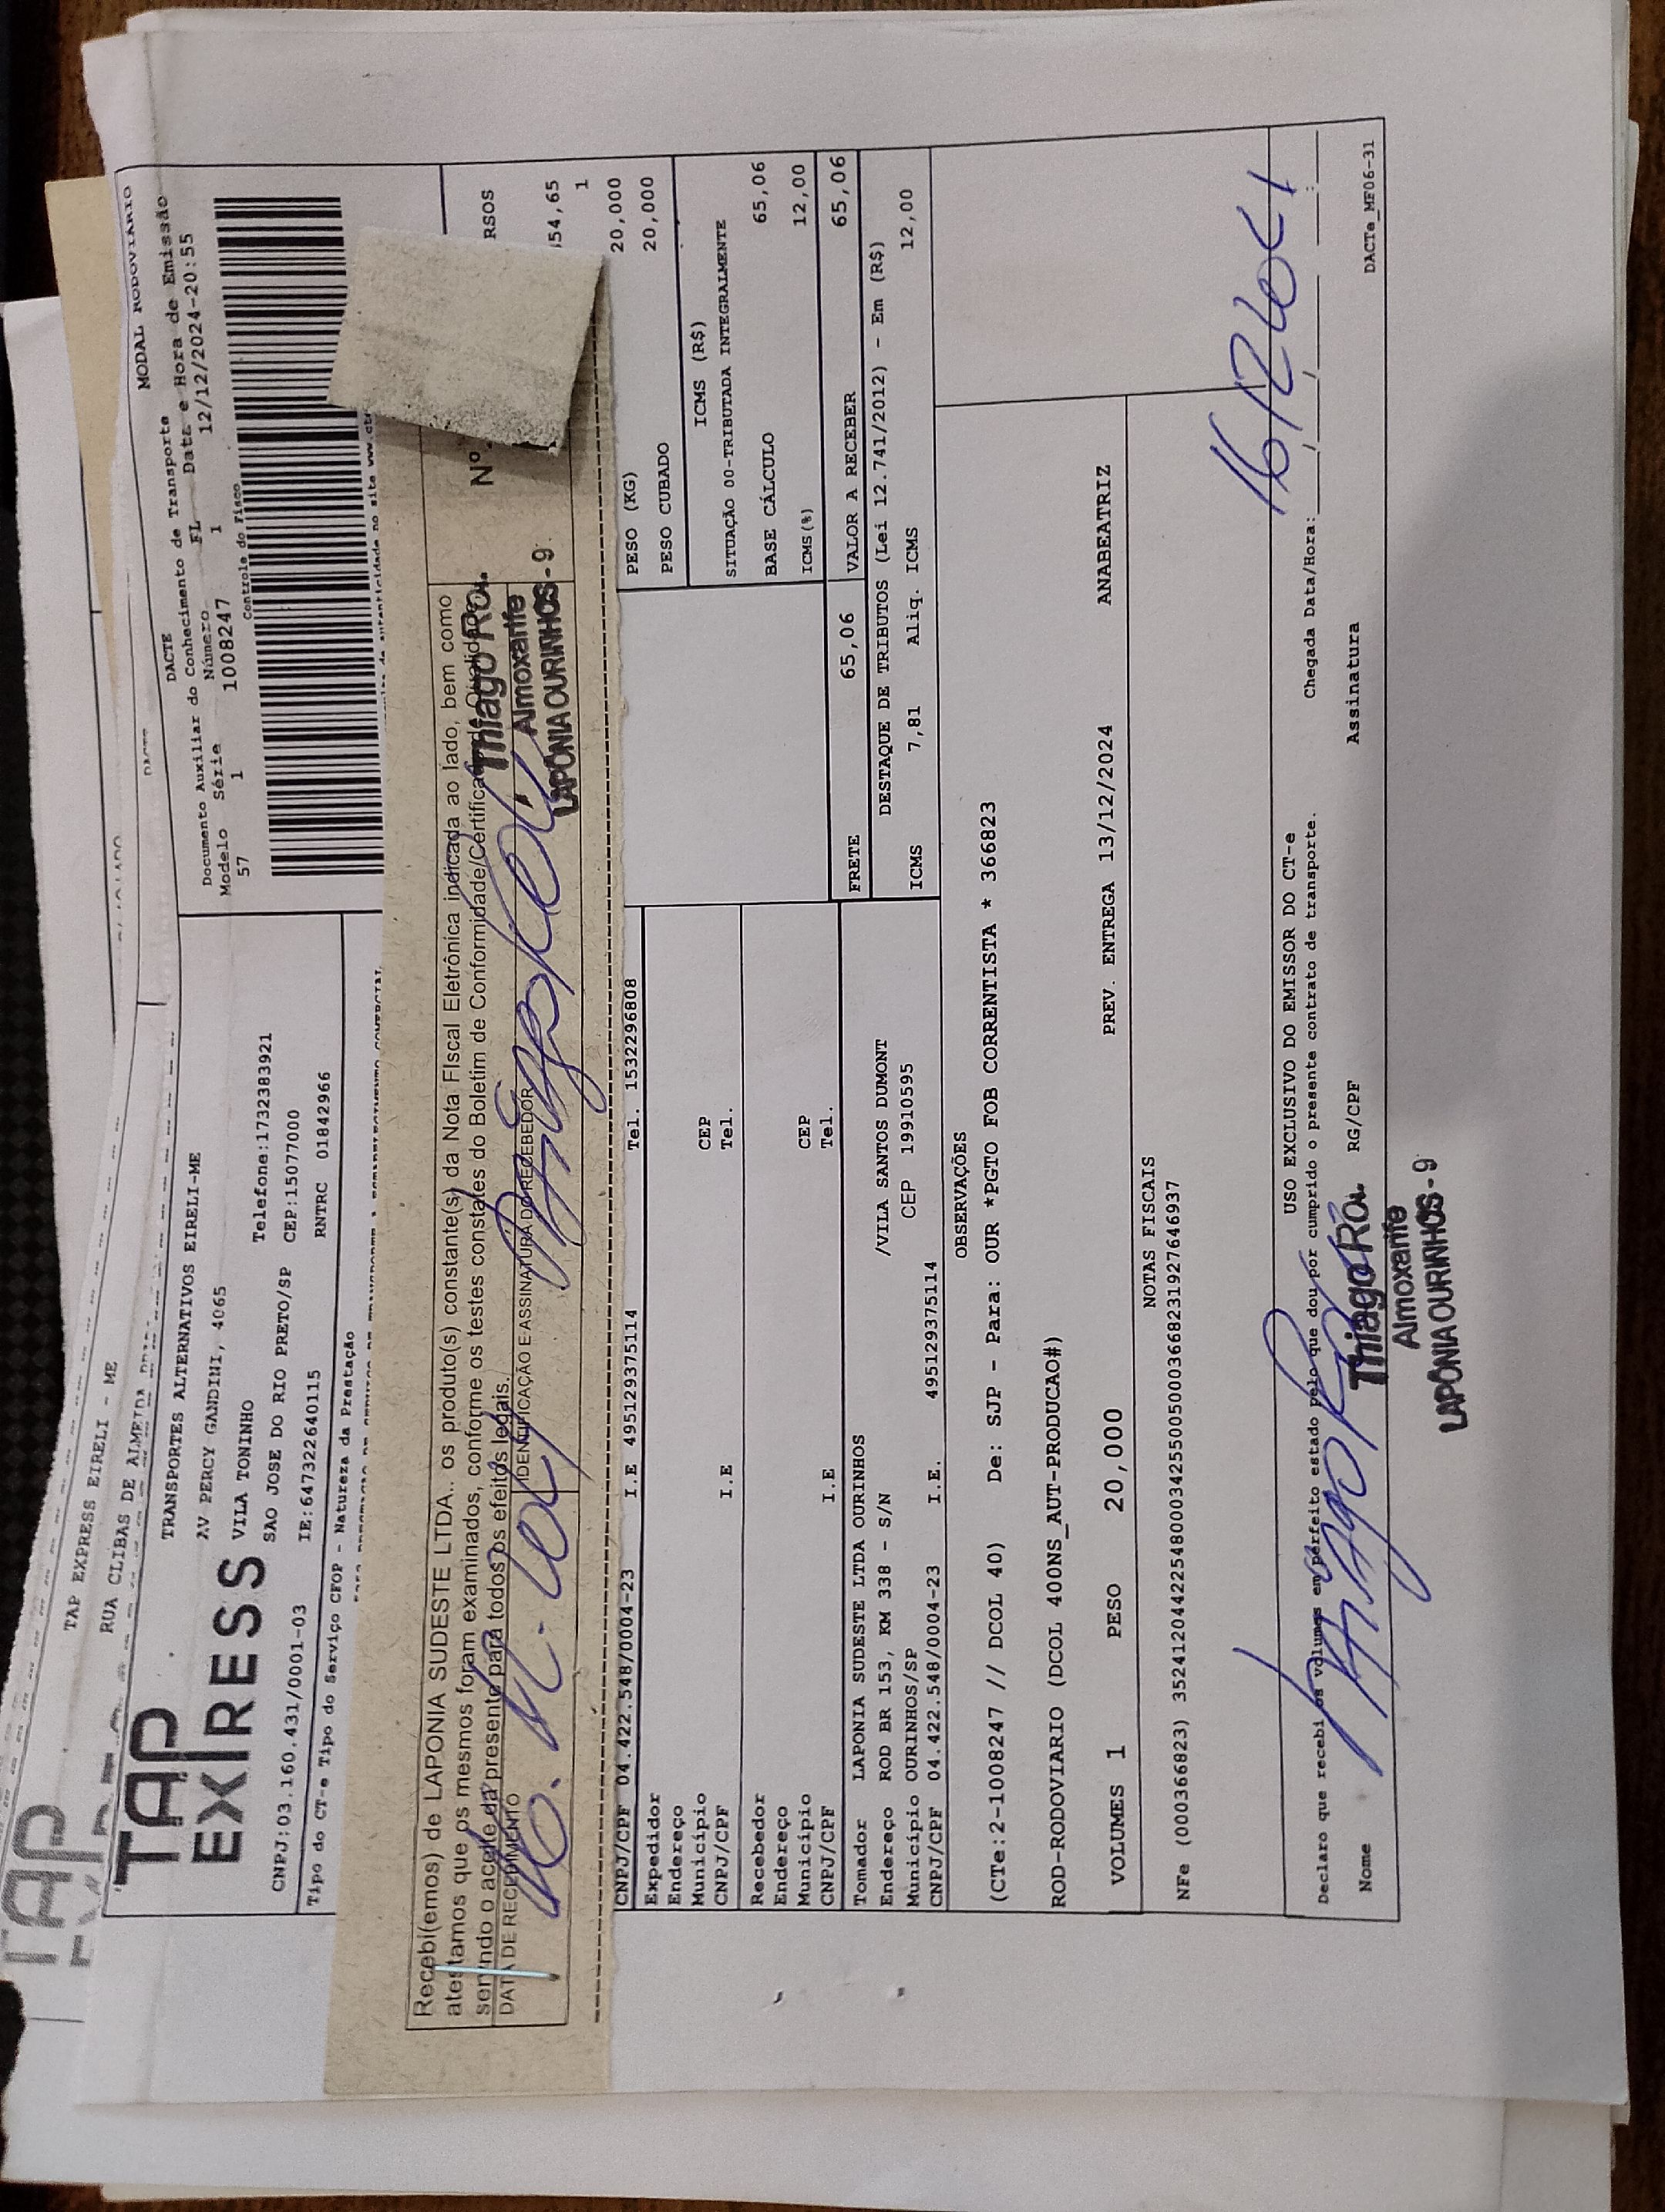 TAP
TAP EXPRESS EIRELI - ME
RUA CLIBAS DE ALMEIDA
DACTE
MODAL RODOVIÁRIO
TAP
EXPRESS
TRANSPORTES ALTERNATIVOS EIRELI-ME
AV PERCY GANDINI, 4065
VILA TONINHO Telefone:1732383921
SAO JOSE DO RIO PRETO/SP CEP:15077000
CNPJ:03.160.431/0001-03 IE:647322640115 RNTRC 01842966
DACTE
Documento Auxiliar do Conhecimento de Transporte
Modelo Série Número FL Data e Hora de Emissão
57 1 1008247 1 12/12/2024-20:55
Controle do Fisco
Tipo do CT-e Tipo do Serviço CFOP - Natureza da Prestação
Recebi(emos) de LAPONIA SUDESTE LTDA.. os produto(s) constante(s) da Nota FIscal Eletrônica indicada ao lado, bem como
atestamos que os mesmos foram examinados, conforme os testes constates do Boletim de Conformidade/Certificado de Qualidade,
sendo o aceite da presente para todos os efeitos legais.
Nº
DATA DE RECEBIMENTO
IDENTIFICAÇÃO E ASSINATURA DO RECEBEDOR
Thiago Ro
Almoxarife
LAPÔNIA OURINHOS - 9
RSOS
54,65
1
CNPJ/CPF 04.422.548/0004-23 I.E 495129375114 Tel. 1532296808
PESO (KG) 20,000
PESO CUBADO 20,000
Expedidor
Endereço
Município CEP
CNPJ/CPF I.E Tel.
ICMS (R$)
SITUAÇÃO 00-TRIBUTADA INTEGRALMENTE
BASE CÁLCULO 65,06
ICMS(%) 12,00
Recebedor
Endereço
Município CEP
CNPJ/CPF I.E Tel.
FRETE 65,06 VALOR A RECEBER 65,06
Tomador LAPONIA SUDESTE LTDA OURINHOS
Endereço ROD BR 153, KM 338 - S/N /VILA SANTOS DUMONT
Município OURINHOS/SP CEP 19910595
CNPJ/CPF 04.422.548/0004-23 I.E. 495129375114
DESTAQUE DE TRIBUTOS (Lei 12.741/2012) - Em (R$)
ICMS 7,81 Aliq. ICMS 12,00
OBSERVAÇÕES
(CTe:2-1008247 // DCOL 40) De: SJP - Para: OUR **PGTO FOB CORRENTISTA * 366823
ROD-RODOVIARIO (DCOL 400NS_AUT-PRODUCAO#)
VOLUMES 1 PESO 20,000 PREV. ENTREGA 13/12/2024 ANABEATRIZ
NOTAS FISCAIS
NFe (000366823) 35241204422548000342550050003668231927646937
USO EXCLUSIVO DO EMISSOR DO CT-e
Declaro que recebi os volumes em perfeito estado pelo que dou por cumprido o presente contrato de transporte.
Chegada Data/Hora:
16/12/2024
Nome RG/CPF Assinatura
Thiago Ro
Almoxarife
LAPÔNIA OURINHOS - 9
DACTe_MF06-31